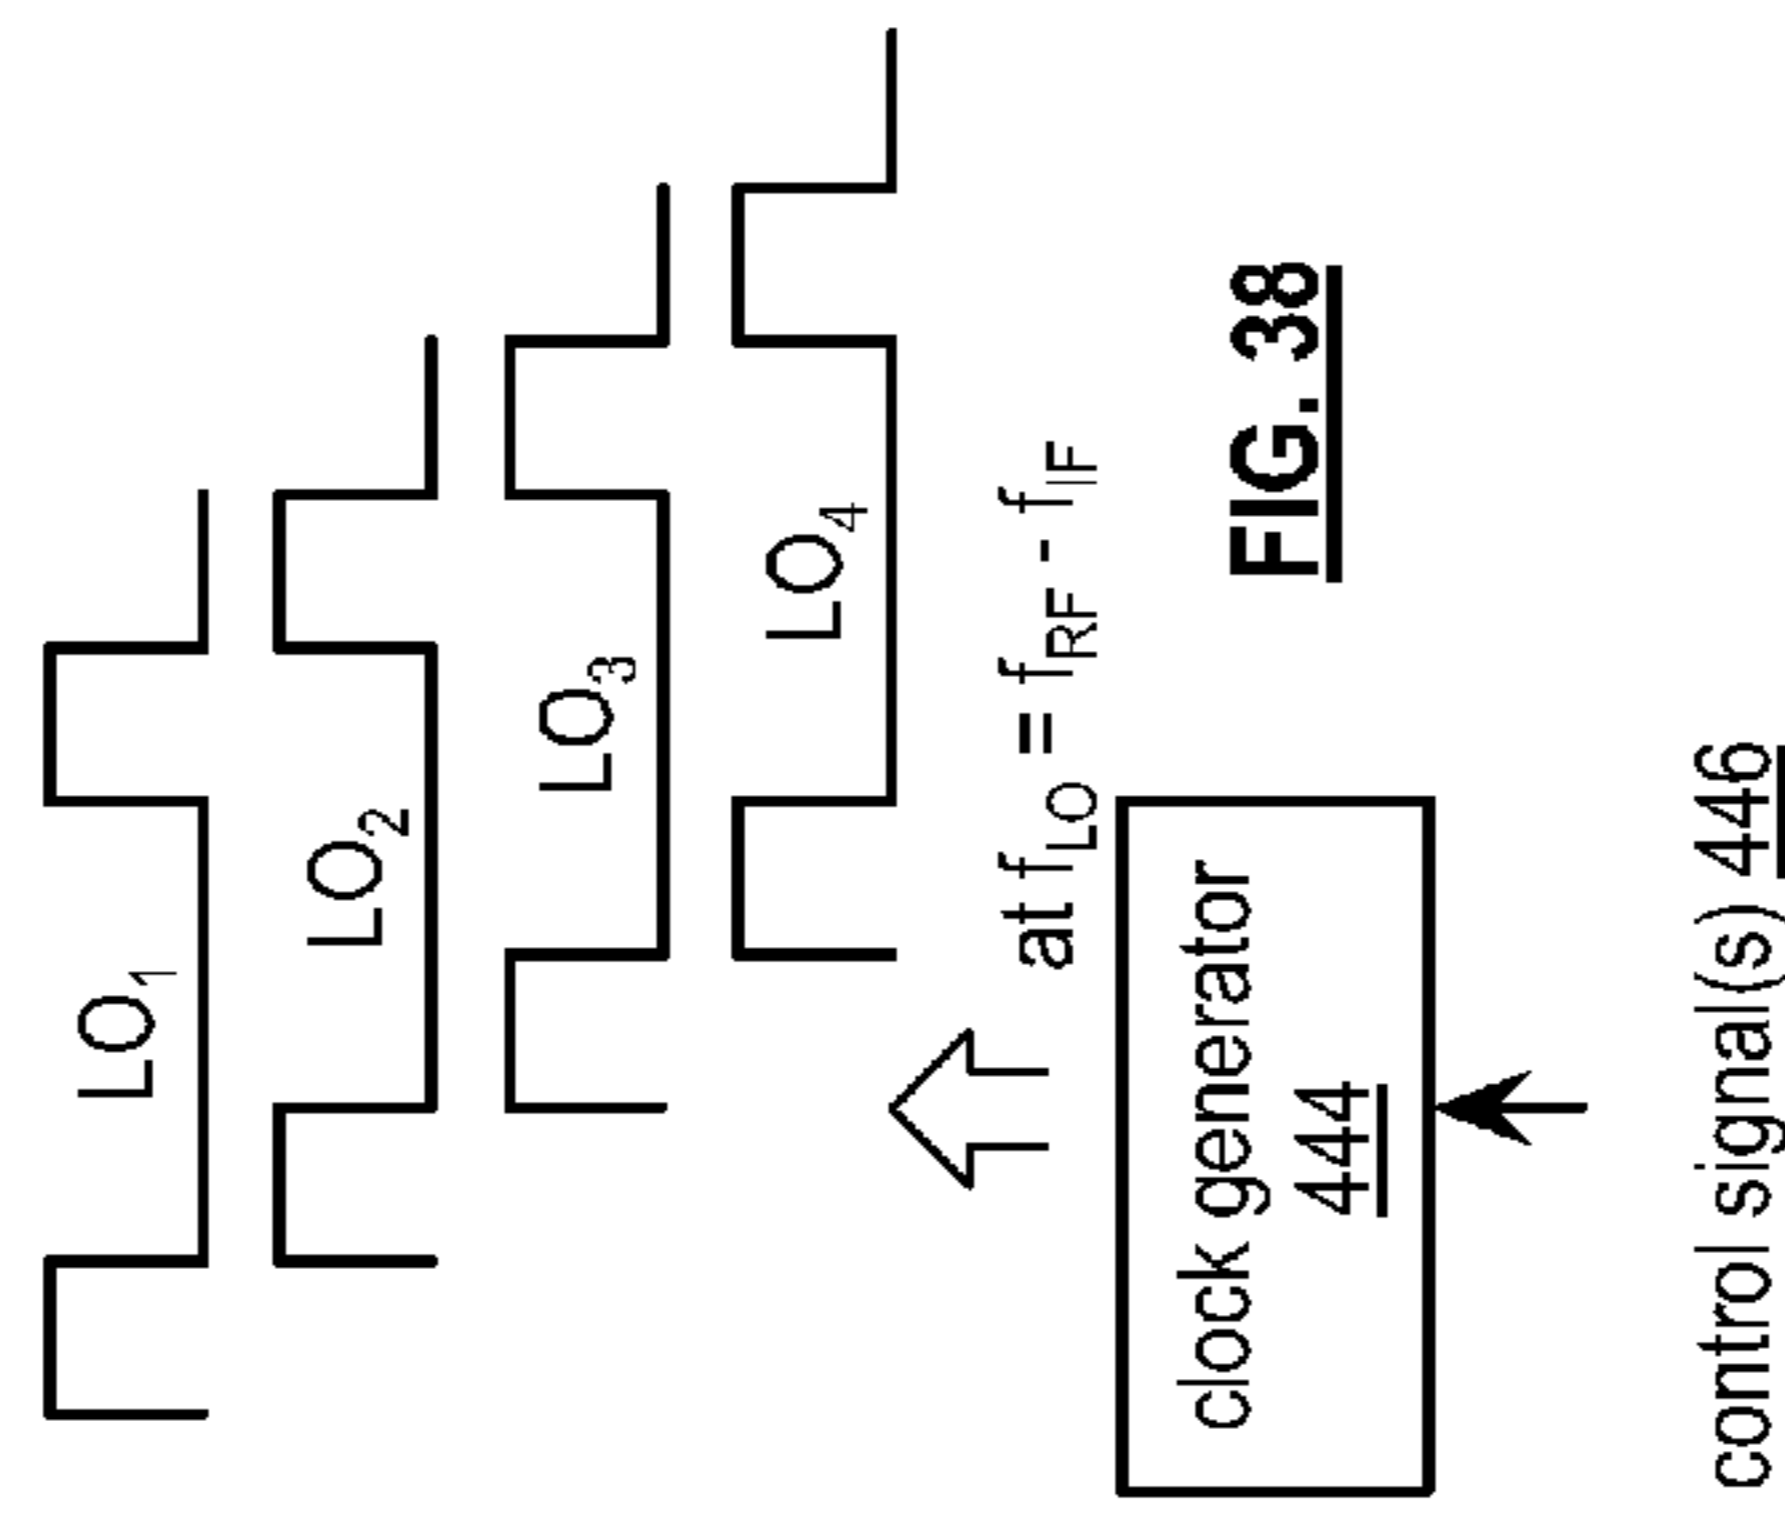 LO1
LO2
LO3
LO4
at fLO = fRF - fIF
clock generator
444
control signal(s) 446
FIG. 38